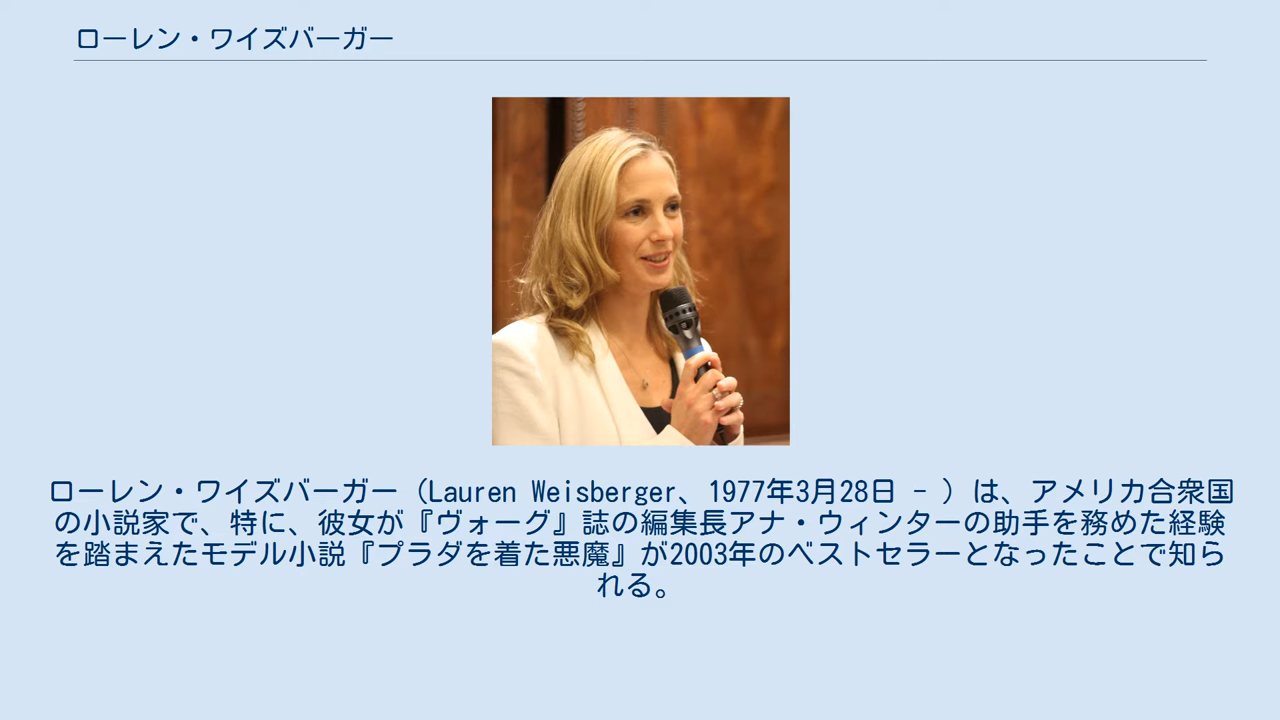 ローレン・ワイズバーガー
ローレン・ワイズバーガー（Lauren Weisberger、1977年3月28日 - ）は、アメリカ合衆国
の小説家で、特に、彼女が『ヴォーグ』誌の編集長アナ・ウィンターの助手を務めた経験
を踏まえたモデル小説『プラダを着た悪魔』が2003年のベストセラーとなったことで知ら
れる。